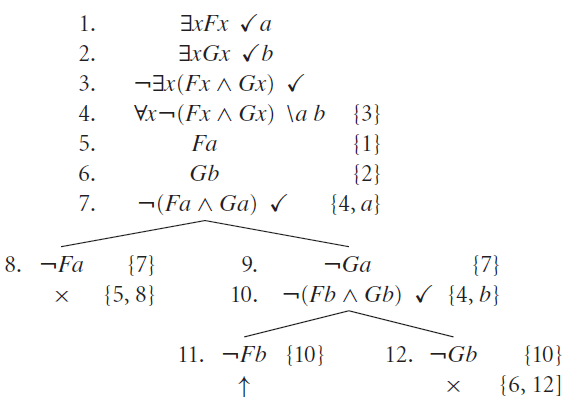 1. ∃xFx ✓a
2. ∃xGx ✓b
3. ¬∃x(Fx ∧ Gx) ✓
4. ∀x¬(Fx ∧ Gx) \a b {3}
5. Fa {1}
6. Gb {2}
7. ¬(Fa ∧ Ga) ✓ {4, a}
8. ¬Fa {7} 9. ¬Ga {7}
× {5, 8} 10. ¬(Fb ∧ Gb) ✓ {4, b}
11. ¬Fb {10} 12. ¬Gb {10}
↑ × {6, 12]